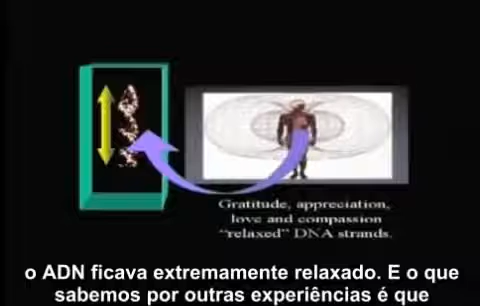 Gratitude, appreciation,
love and compassion
"relaxed" DNA strands.
o ADN ficava extremamente relaxado. E o que
sabemos por outras experiências é que